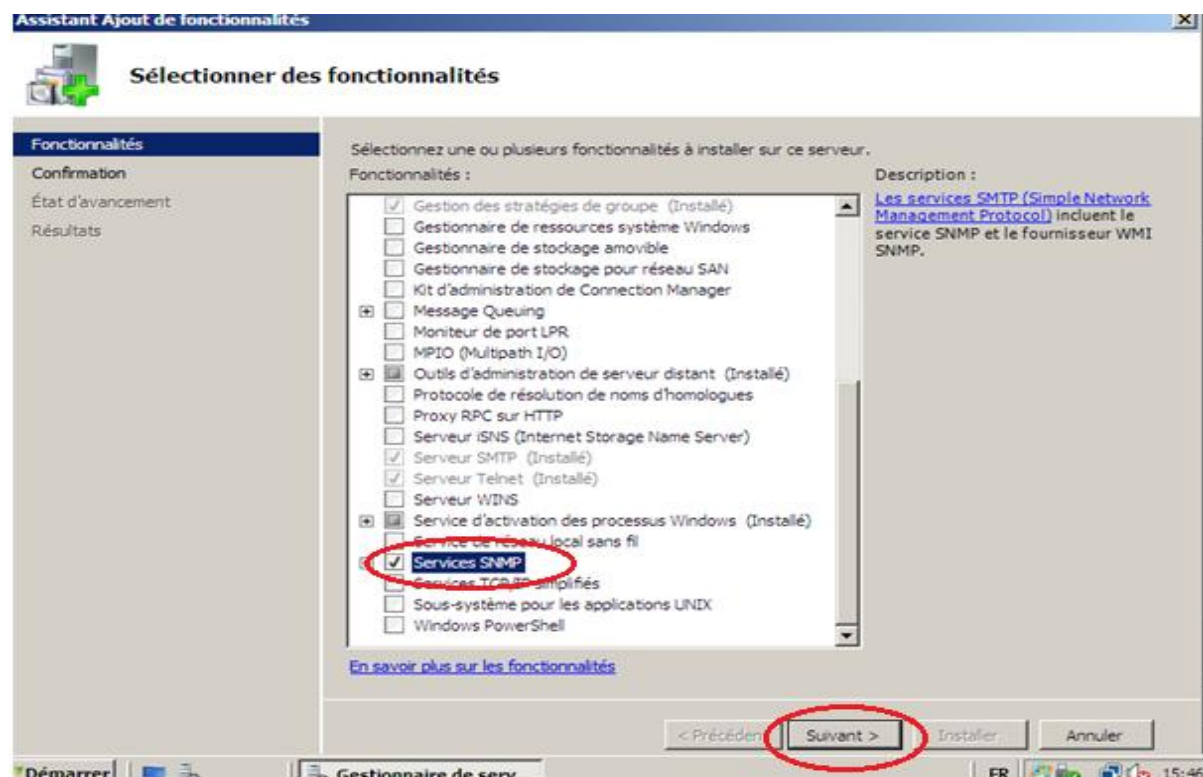 Assistant Ajout de fonctionnalités
Sélectionner des fonctionnalités
Fonctionnalités
Confirmation
État d'avancement
Résultats
Sélectionnez une ou plusieurs fonctionnalités à installer sur ce serveur.
Fonctionnalités :
Gestion des stratégies de groupe (Installé)
Gestionnaire de ressources système Windows
Gestionnaire de stockage amovible
Gestionnaire de stockage pour réseau SAN
Kit d'administration de Connection Manager
Message Queuing
Moniteur de port LPR
MPIO (Multipath I/O)
Outils d'administration de serveur distant (Installé)
Protocole de résolution de noms d'homologues
Proxy RPC sur HTTP
Serveur iSNS (Internet Storage Name Server)
Serveur SMTP (Installé)
Serveur Telnet (Installé)
Serveur WINS
Service d'activation des processus Windows (Installé)
Service de réseau local sans fil
Services SNMP
Services TCP/IP simplifiés
Sous-système pour les applications UNIX
Windows PowerShell
En savoir plus sur les fonctionnalités
Description :
Les services SMTP (Simple Network
Management Protocol) incluent le
service SNMP et le fournisseur WMI
SNMP.
< Précéden
Suivant >
Installer
Annuler
Démarrer
Gestionnaire de serv...
FR